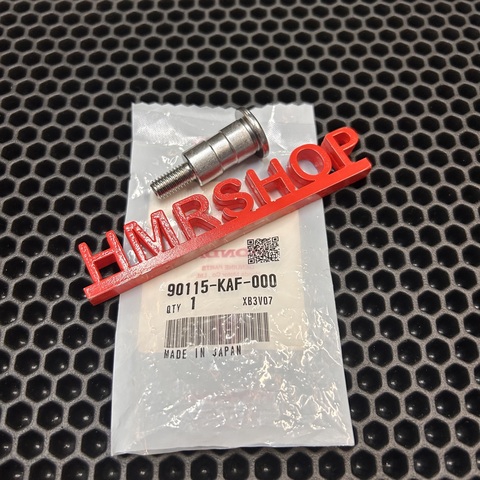 HMRSHOP
90115-KAF-000
QTY 1 XB3V07
MADE IN JAPAN